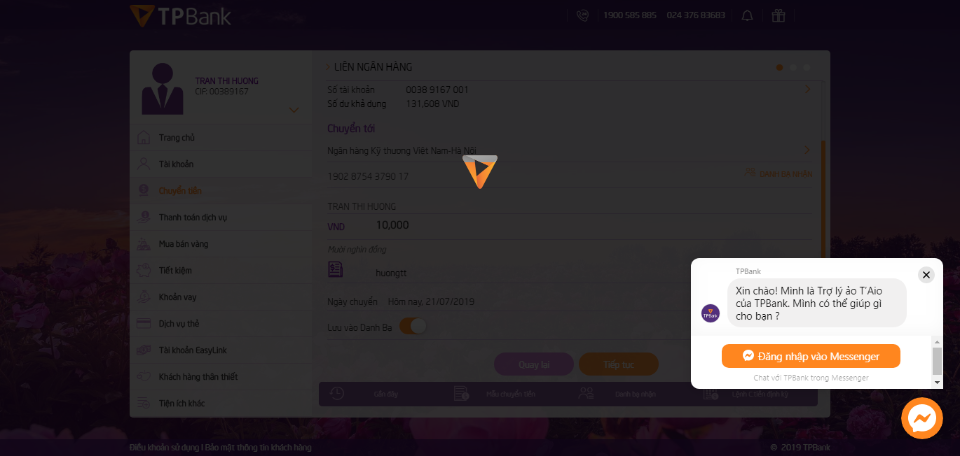 TPBank
1900 585 885 024 376 83683
TRAN THI HUONG
CIF: 00389167
Trang chủ
Tài khoản
Chuyển tiền
Thanh toán dịch vụ
Mua bán vàng
Tiết kiệm
Khoản vay
Dịch vụ thẻ
Tài khoản EasyLink
Khách hàng thân thiết
Tiện ích khác
LIÊN NGÂN HÀNG
Số tài khoản 0038 9167 001
Số dư khả dụng 131,608 VND
Chuyển tới
Ngân hàng Kỹ thương Việt Nam-Hà Nội
1902 8754 3790 17
DANH BẠ NHẬN
TRAN THI HUONG
VND 10,000
Mười nghìn đồng
huongtt
Ngày chuyển Hôm nay, 21/07/2019
Lưu vào Danh Bạ
Quay lại Tiếp tục
Gần đây Mẫu chuyển tiền Danh bạ nhận
TPBank
Xin chào! Mình là Trợ lý ảo T'Aio
của TPBank. Mình có thể giúp gì
cho bạn ?
Đăng nhập vào Messenger
Chat với TPBank trong Messenger
Điều khoản sử dụng | Bảo mật thông tin khách hàng
© 2019 TPBank